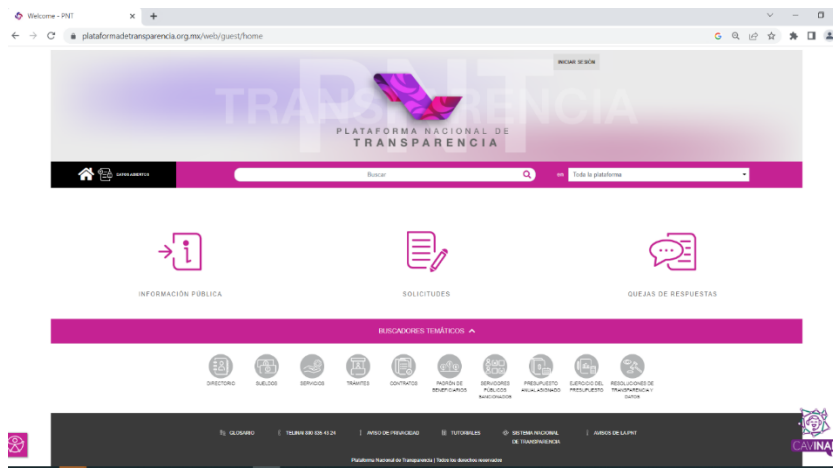 Welcome - PNT
plataformadetransparencia.org.mx/web/guest/home
INICIAR SESIÓN
TRANSPARENCIA
PNT
PLATAFORMA NACIONAL DE
TRANSPARENCIA
DATOS ABIERTOS
Buscar
en
Toda la plataforma
INFORMACIÓN PÚBLICA
SOLICITUDES
QUEJAS DE RESPUESTAS
BUSCADORES TEMÁTICOS
DIRECTORIO
SUELDOS
SERVICIOS
TRÁMITES
CONTRATOS
PADRÓN DE
BENEFICIARIOS
SERVIDORES
PÚBLICOS
SANCIONADOS
PRESUPUESTO
ANUAL ASIGNADO
EJERCICIO DEL
PRESUPUESTO
RESOLUCIONES DE
TRANSPARENCIA Y
DATOS
GLOSARIO
TELINAI 800 835 43 24
AVISO DE PRIVACIDAD
TUTORIALES
SISTEMA NACIONAL
DE TRANSPARENCIA
AVISOS DE LA PNT
Plataforma Nacional de Transparencia | Todos los derechos reservados
CAVINAI